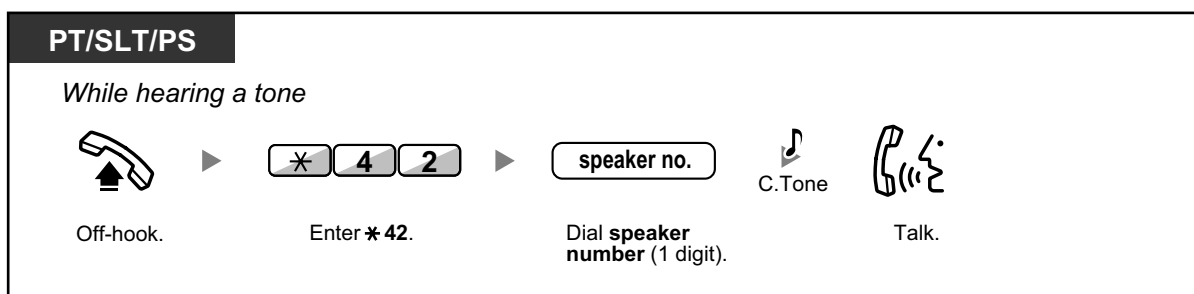 PT/SLT/PS
While hearing a tone
* 4 2
speaker no.
C.Tone
Off-hook.
Enter * 42.
Dial speaker
number (1 digit).
Talk.